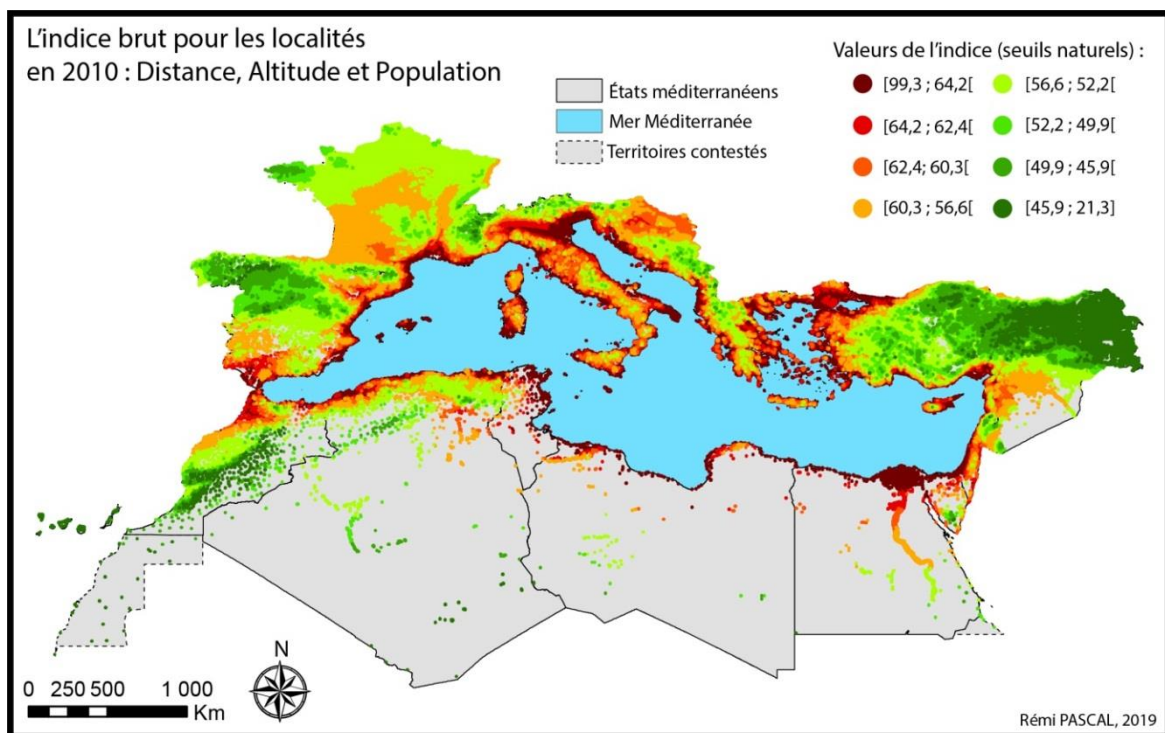 L'indice brut pour les localités
en 2010 : Distance, Altitude et Population
États méditerranéens
Mer Méditerranée
Territoires contestés
Valeurs de l'indice (seuils naturels) :
[99,3 ; 64,2[
[64,2 ; 62,4[
[62,4; 60,3[
[60,3 ; 56,6[
[56,6 ; 52,2[
[52,2 ; 49,9[
[49,9 ; 45,9[
[45,9 ; 21,3]
N
0 250 500 1 000
Km
Rémi PASCAL, 2019